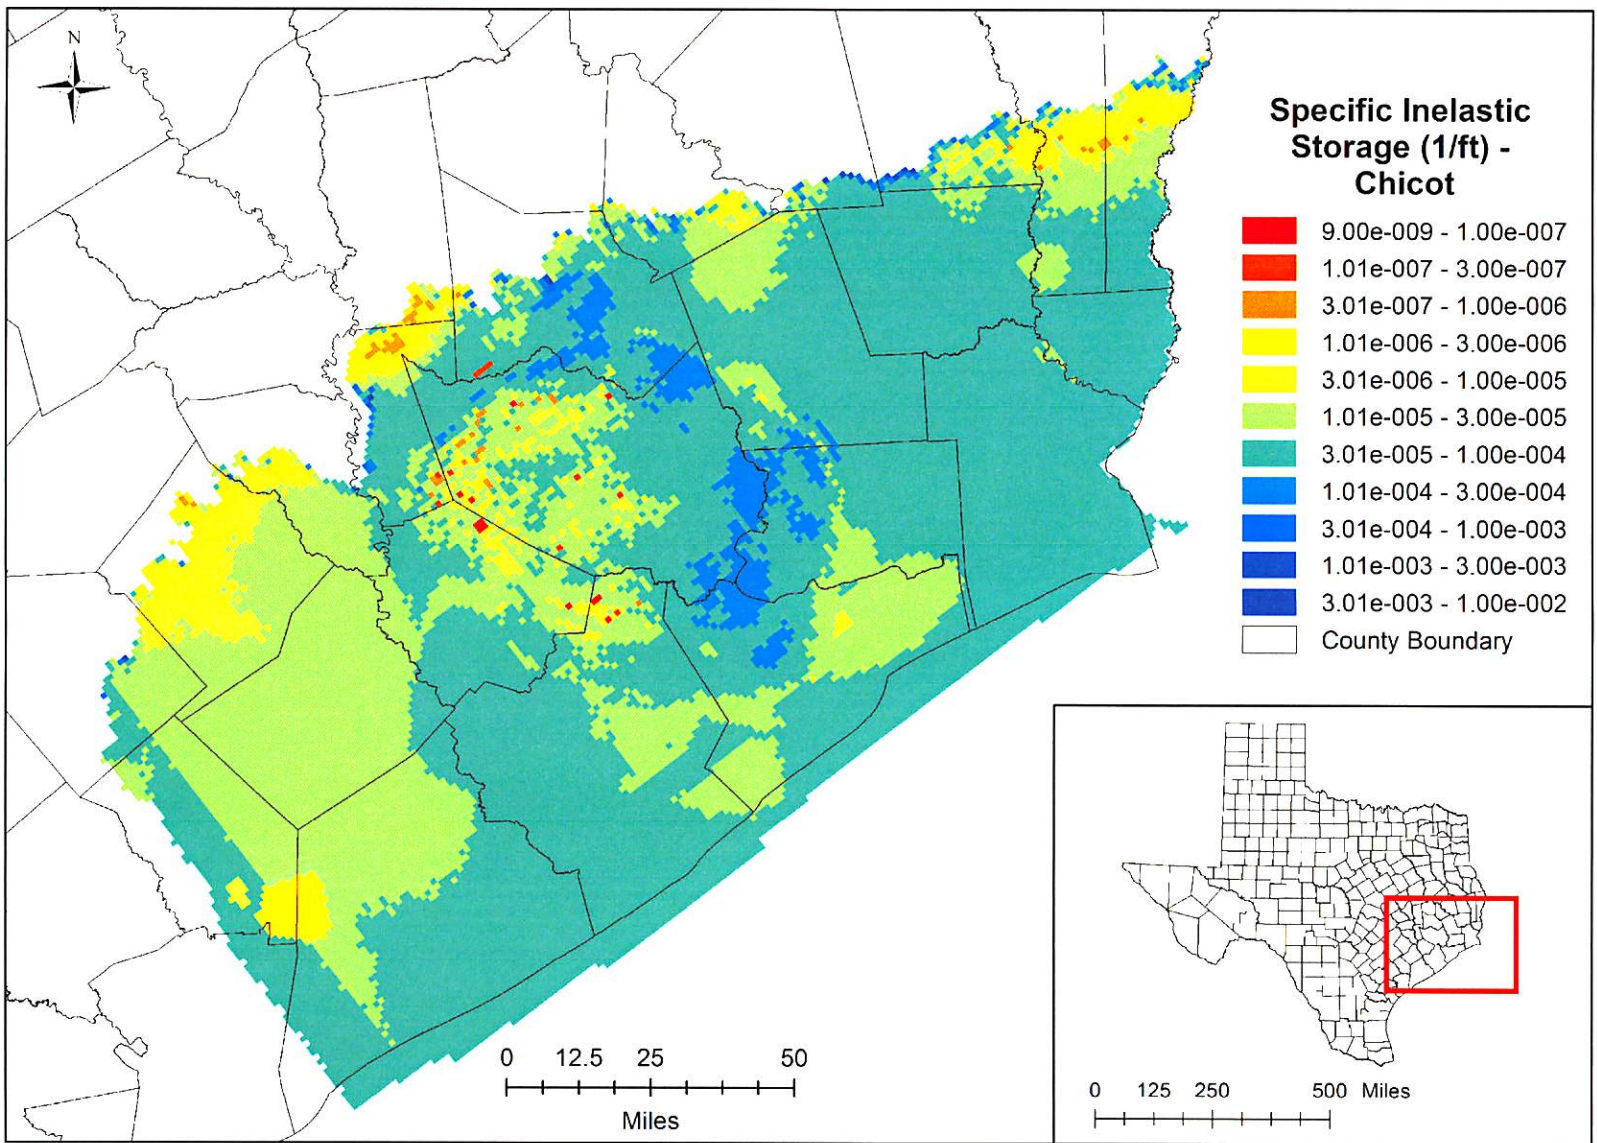 N
Specific Inelastic
Storage (1/ft) -
Chicot
9.00e-009 - 1.00e-007
1.01e-007 - 3.00e-007
3.01e-007 - 1.00e-006
1.01e-006 - 3.00e-006
3.01e-006 - 1.00e-005
1.01e-005 - 3.00e-005
3.01e-005 - 1.00e-004
1.01e-004 - 3.00e-004
3.01e-004 - 1.00e-003
1.01e-003 - 3.00e-003
3.01e-003 - 1.00e-002
County Boundary
0 12.5 25 50
Miles
0 125 250 500 Miles